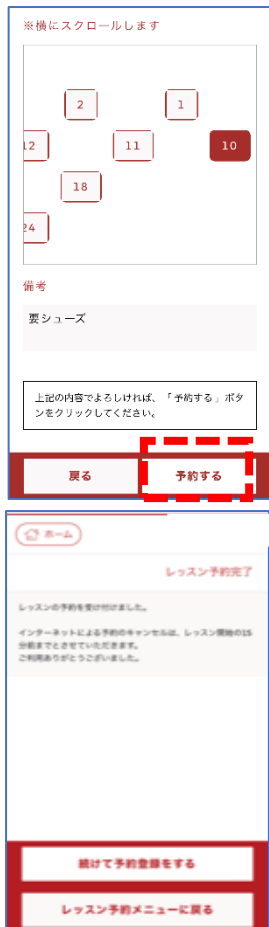 ※横にスクロールします
2 1
12 11 10
18
24
備考
要シューズ
上記の内容でよろしければ、「予約する」ボタ
ンをクリックしてください。
戻る 予約する
ホーム
レッスン予約完了
レッスンの予約を受け付けました。
インターネットによる予約のキャンセルは、レッスン開始の15
分前までとさせていただきます。
ご利用ありがとうございました。
続けて予約登録をする
レッスン予約メニューに戻る